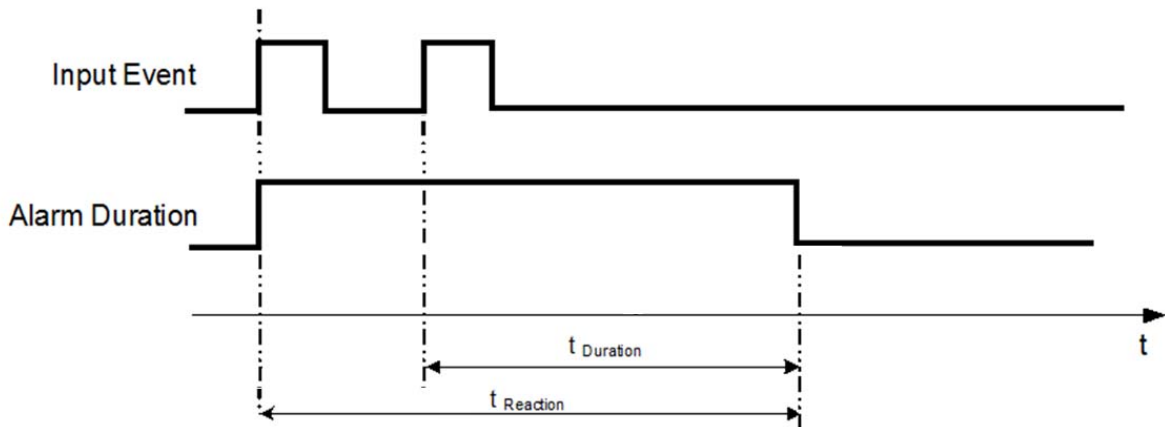 Input Event
Alarm Duration
t
t Duration
t Reaction